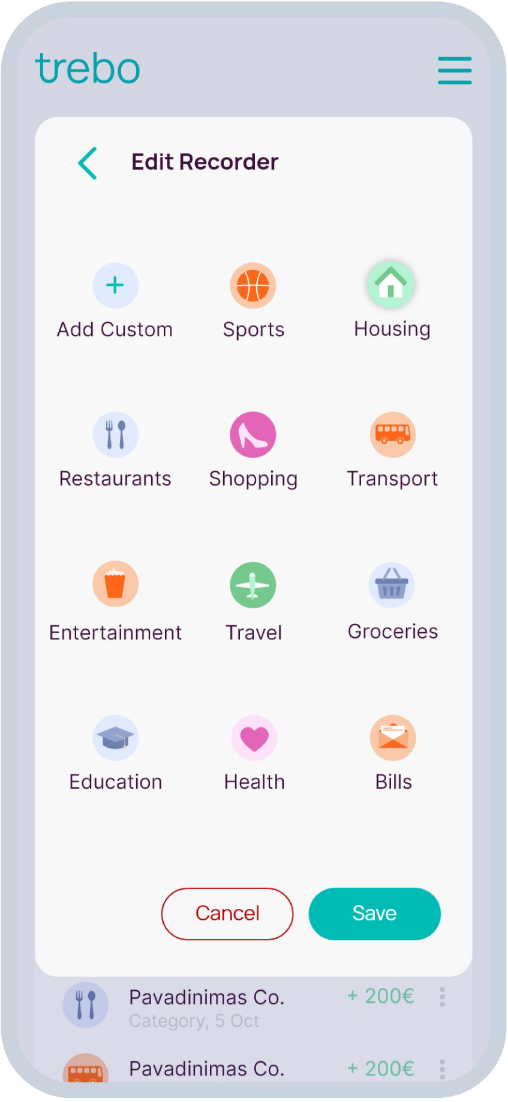 trebo
Edit Recorder
Add Custom
Sports
Housing
Restaurants
Shopping
Transport
Entertainment
Travel
Groceries
Education
Health
Bills
Cancel
Save
Pavadinimas Co.
+ 200€
Category, 5 Oct
Pavadinimas Co.
+ 200€